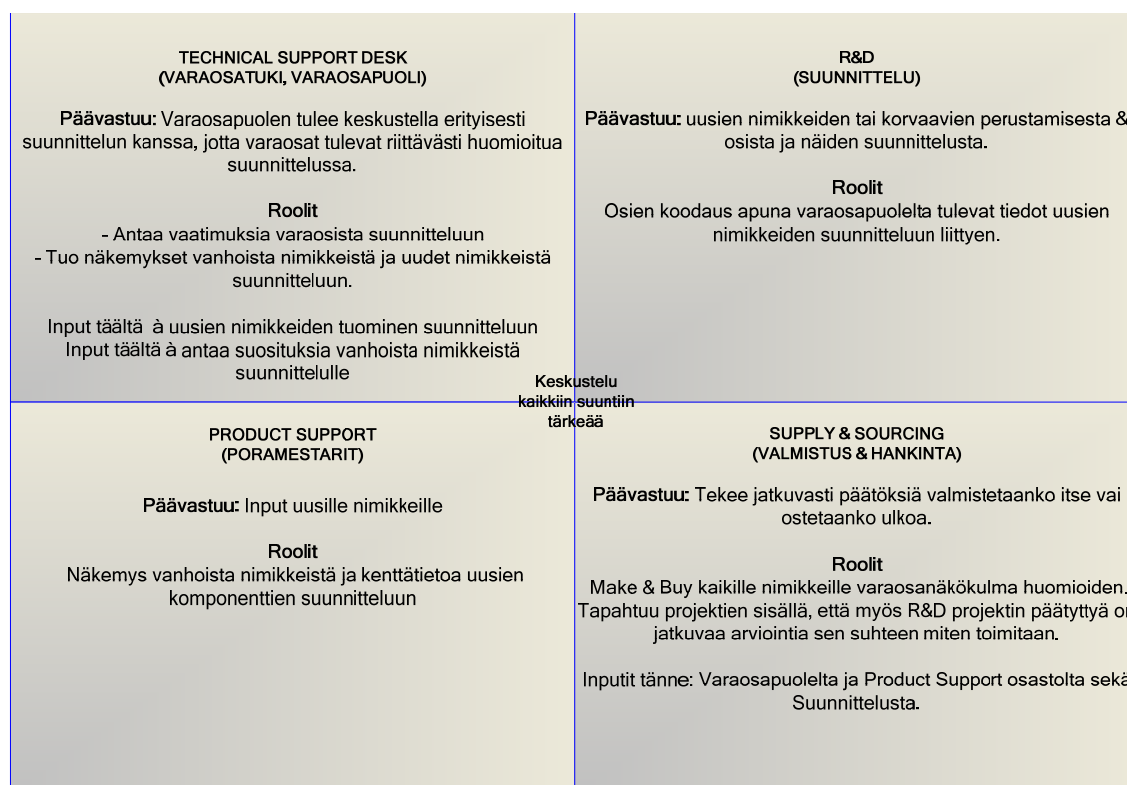 TECHNICAL SUPPORT DESK
(VARAOSATUKI, VARAOSAPUOLI)
Päävastuu: Varaosapuolen tulee keskustella erityisesti
suunnittelun kanssa, jotta varaosat tulevat riittävästi huomioitua
suunnittelussa.
Roolit
- Antaa vaatimuksia varaosista suunnitteluun
- Tuo näkemykset vanhoista nimikkeistä ja uudet nimikkeistä
suunnitteluun.
Input täältä à uusien nimikkeiden tuominen suunnitteluun
Input täältä à antaa suosituksia vanhoista nimikkeistä
suunnittelulle
R&D
(SUUNNITTELU)
Päävastuu: uusien nimikkeiden tai korvaavien perustamisesta &
osista ja näiden suunnittelusta.
Roolit
Osien koodaus apuna varaosapuolelta tulevat tiedot uusien
nimikkeiden suunnitteluun liittyen.
Keskustelu
kaikkiin suuntiin
tärkeää
PRODUCT SUPPORT
(PORAMESTARIT)
Päävastuu: Input uusille nimikkeille
Roolit
Näkemys vanhoista nimikkeistä ja kenttätietoa uusien
komponenttien suunnitteluun
SUPPLY & SOURCING
(VALMISTUS & HANKINTA)
Päävastuu: Tekee jatkuvasti päätöksiä valmistetaanko itse vai
ostetaanko ulkoa.
Roolit
Make & Buy kaikille nimikkeille varaosanäkökulma huomioiden.
Tapahtuu projektien sisällä, että myös R&D projektin päätyttyä on
jatkuvaa arviointia sen suhteen miten toimitaan.
Inputit tänne: Varaosapuolelta ja Product Support osastolta sekä
Suunnittelusta.